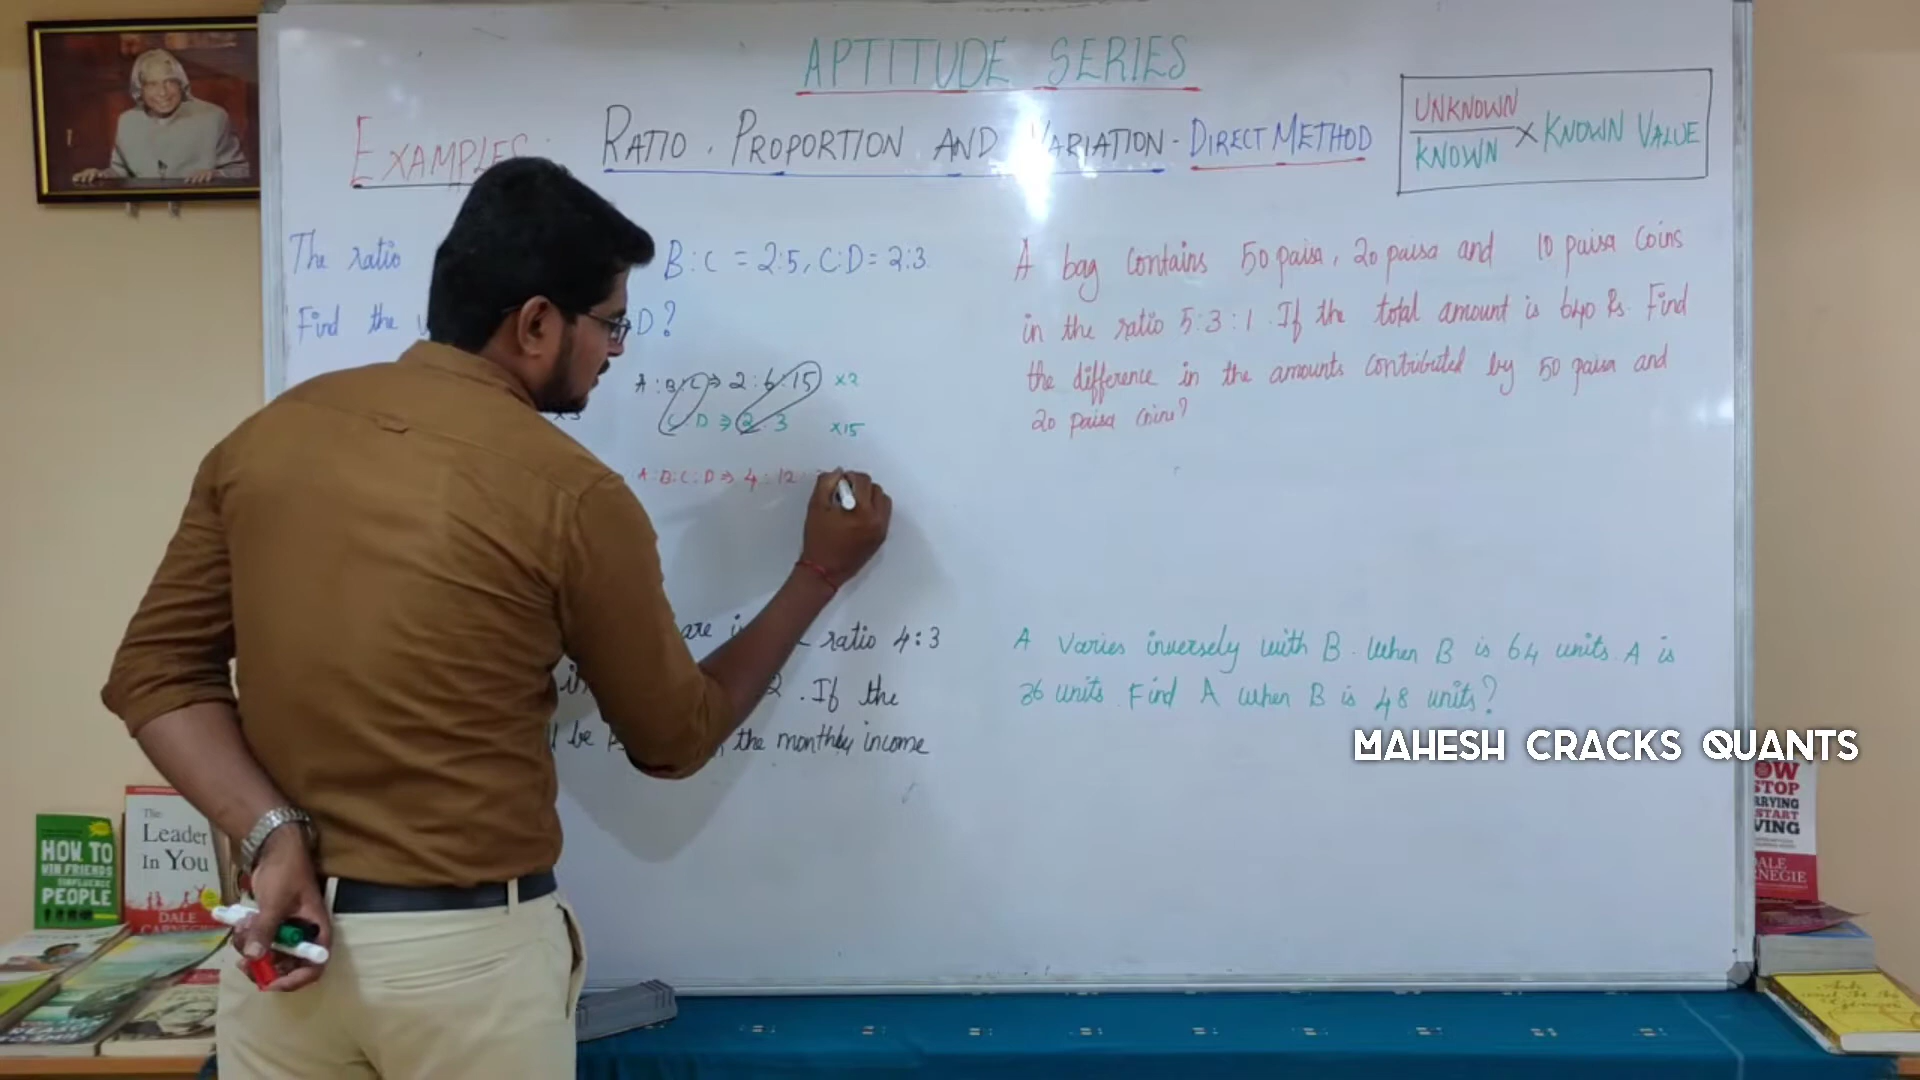 APTITUDE SERIES
EXAMPLES: RATIO, PROPORTION AND VARIATION - DIRECT METHOD
UNKNOWN
KNOWN × KNOWN VALUE
The ratio B:C = 2:5, C:D = 2:3.
Find the D?
A:B:C ⇒ 2:6:15 ×2
C:D ⇒ 2:3 ×15
×3
A:B:C:D ⇒ 4:12:
are ratio 4:3
2. If the
be the monthly income
A bag contains 50 paisa, 20 paisa and 10 paisa coins
in the ratio 5:3:1. If the total amount is 640 Rs. Find
the difference in the amounts contributed by 50 paisa and
20 paisa coins?
A varies inversely with B. When B is 64 units. A is
36 units. Find A when B is 48 units?
MAHESH CRACKS QUANTS
HOW TO
WIN FRIENDS
&INFLUENCE
PEOPLE
The
Leader
In You
DALE
STOP
DALE